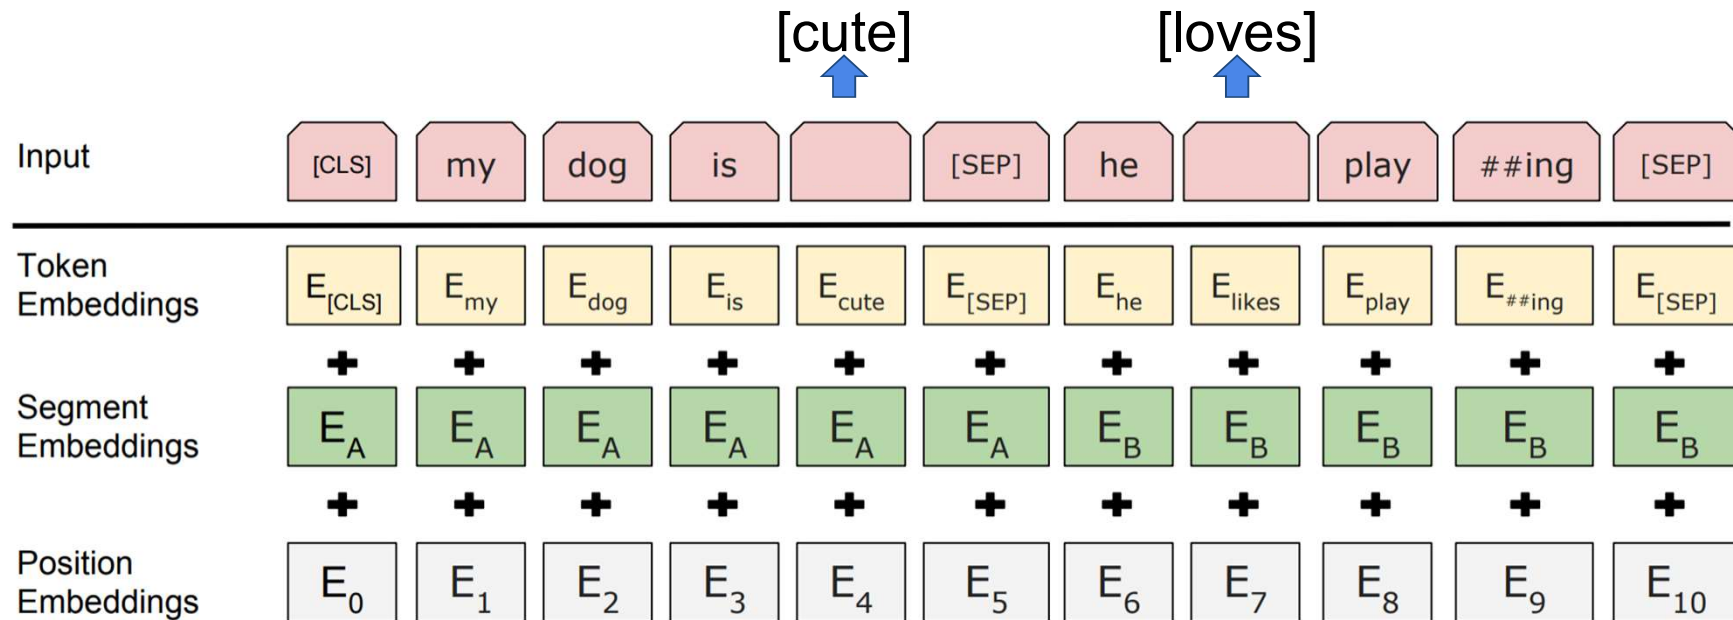 [cute] [loves]
Input [CLS] my dog is [SEP] he play ##ing [SEP]
Token
Embeddings E[CLS] Emy Edog Eis Ecute E[SEP] Ehe Elikes Eplay E##ing E[SEP]
+ + + + + + + + + + +
Segment
Embeddings EA EA EA EA EA EA EB EB EB EB EB
+ + + + + + + + + + +
Position
Embeddings E0 E1 E2 E3 E4 E5 E6 E7 E8 E9 E10